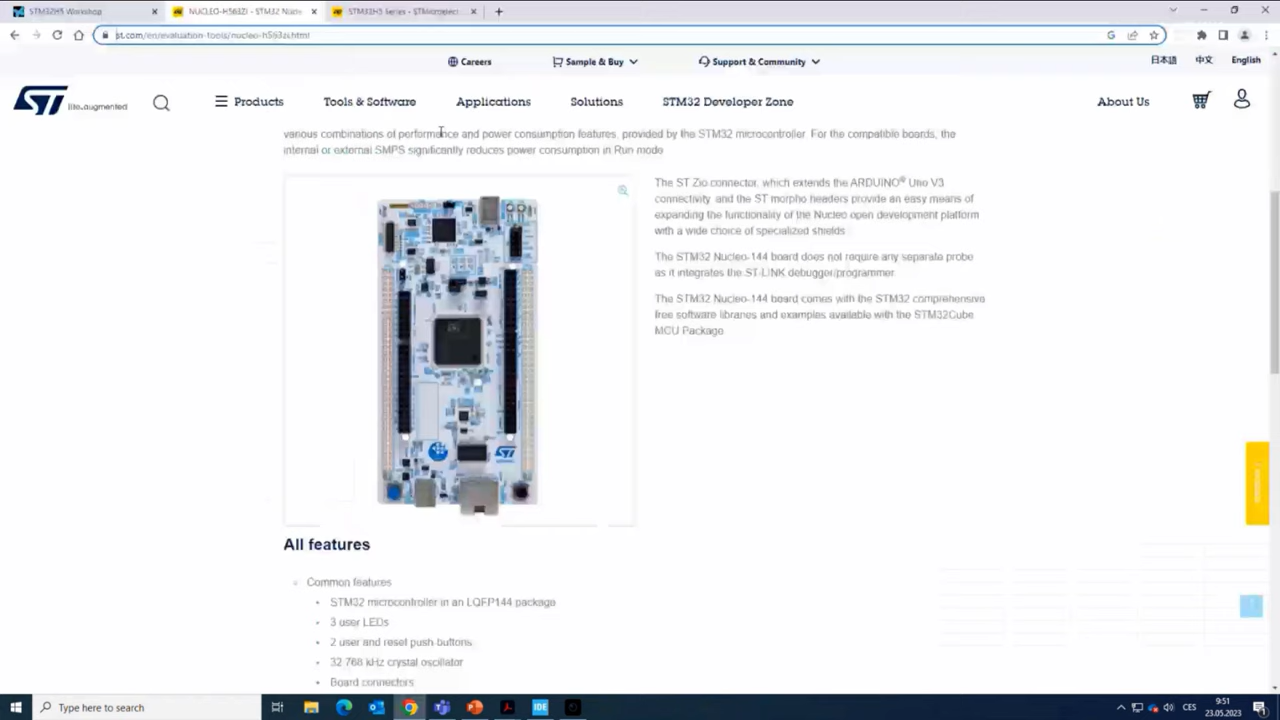 STM32H5 Workshop
NUCLEO-H563ZI - STM32 Nucle
STM32H5 Series - STMicroelect
st.com/en/evaluation-tools/nucleo-h563zi.html
Careers
Sample & Buy
Support & Community
日本語
中文
English
life.augmented
Products
Tools & Software
Applications
Solutions
STM32 Developer Zone
About Us
various combinations of performance and power consumption features, provided by the STM32 microcontroller. For the compatible boards, the
internal or external SMPS significantly reduces power consumption in Run mode
The ST Zio connector, which extends the ARDUINO® Uno V3
connectivity, and the ST morpho headers provide an easy means of
expanding the functionality of the Nucleo open development platform
with a wide choice of specialized shields
The STM32 Nucleo-144 board does not require any separate probe
as it integrates the ST-LINK debugger/programmer.
The STM32 Nucleo-144 board comes with the STM32 comprehensive
free software libraries and examples available with the STM32Cube
MCU Package
All features
Common features
STM32 microcontroller in an LQFP144 package
3 user LEDs
2 user and reset push-buttons
32.768 kHz crystal oscillator
Board connectors
Type here to search
IDE
CES
9:51
23.05.2023